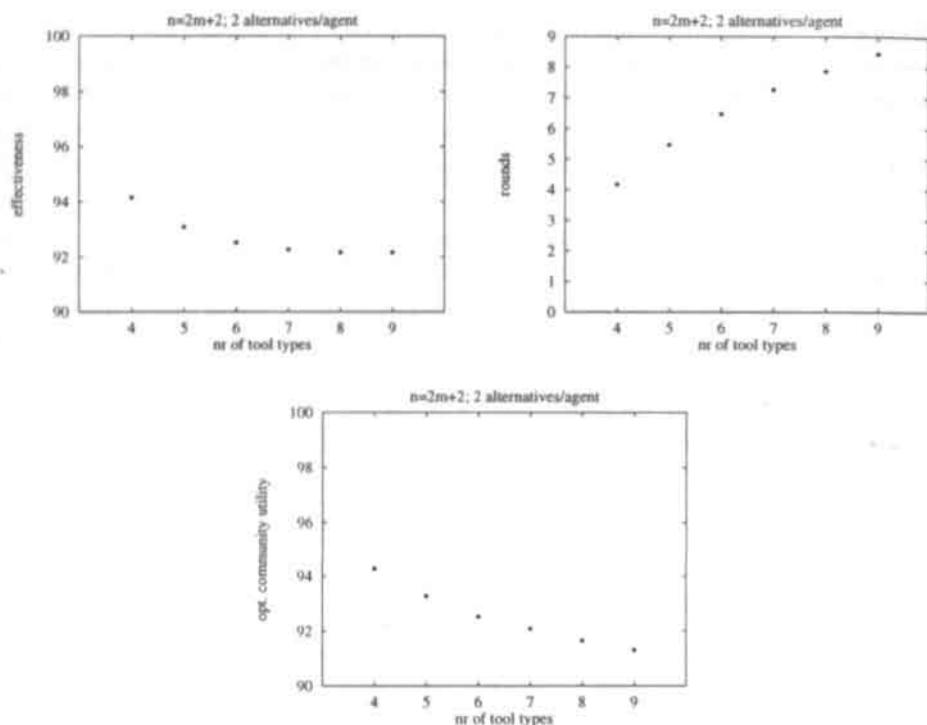 n=2m+2; 2 alternatives/agent
100
98
96
94
92
90
effectiveness
4 5 6 7 8 9
nr of tool types
n=2m+2; 2 alternatives/agent
9
8
7
6
5
4
3
2
1
0
rounds
4 5 6 7 8 9
nr of tool types
n=2m+2; 2 alternatives/agent
100
98
96
94
92
90
opt. community utility
4 5 6 7 8 9
nr of tool types